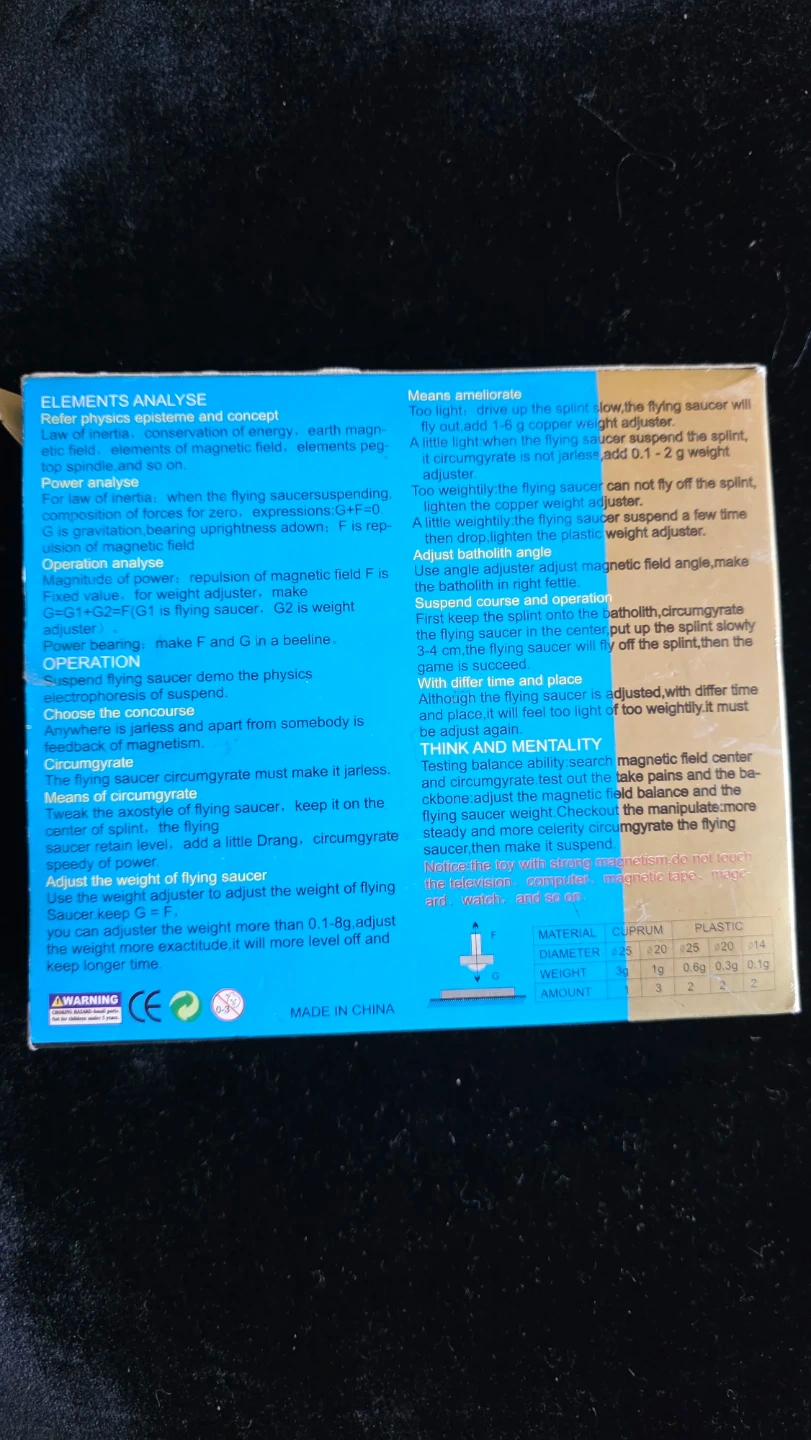 ELEMENTS ANALYSE
Refer physics episteme and concept
Law of inertia, conservation of energy, earth magn-
etic field, elements of magnetic field, elements peg-
top spindle,and so on.
Power analyse
For law of inertia: when the flying saucersuspending,
composition of forces for zero, expressions:G+F=0.
G is gravitation,bearing uprightness adown; F is rep-
ulsion of magnetic field
Operation analyse
Magnitude of power: repulsion of magnetic field F is
Fixed value, for weight adjuster, make
G=G1+G2=F(G1 is flying saucer, G2 is weight
adjuster).
Power bearing: make F and G in a beeline.
OPERATION
Suspend flying saucer demo the physics
electrophoresis of suspend.
Choose the concourse
Anywhere is jarless and apart from somebody is
feedback of magnetism.
Circumgyrate
The flying saucer circumgyrate must make it jarless.
Means of circumgyrate
Tweak the axostyle of flying saucer, keep it on the
center of splint, the flying
saucer retain level, add a little Drang, circumgyrate
speedy of power.
Adjust the weight of flying saucer
Use the weight adjuster to adjust the weight of flying
Saucer.keep G = F,
you can adjuster the weight more than 0.1-8g,adjust
the weight more exactitude,it will more level off and
keep longer time.
WARNING
CHOKING HAZARD-Small parts.
Not for children under 3 years.
CE
0-3
MADE IN CHINA
Means ameliorate
Too light: drive up the splint slow,the flying saucer will
fly out,add 1-6 g copper weight adjuster.
A little light:when the flying saucer suspend the splint,
it circumgyrate is not jarless,add 0.1 - 2 g weight
adjuster.
Too weightily:the flying saucer can not fly off the splint,
lighten the copper weight adjuster.
A little weightily:the flying saucer suspend a few time
then drop,lighten the plastic weight adjuster.
Adjust batholith angle
Use angle adjuster adjust magnetic field angle,make
the batholith in right fettle.
Suspend course and operation
First keep the splint onto the batholith,circumgyrate
the flying saucer in the center,put up the splint slowly
3-4 cm,the flying saucer will fly off the splint,then the
game is succeed.
With differ time and place
Although the flying saucer is adjusted,with differ time
and place,it will feel too light of too weightily.it must
be adjust again.
THINK AND MENTALITY
Testing balance ability:search magnetic field center
and circumgyrate.test out the take pains and the ba-
ckbone:adjust the magnetic field balance and the
flying saucer weight.Checkout the manipulate:more
steady and more celerity circumgyrate the flying
saucer,then make it suspend.
Notice:the toy with strong magnetism.do not touch
the television, computer, magnetic tape, magc-
ard, watch, and so on.
F
G
MATERIAL CUPRUM PLASTIC
DIAMETER ø25 ø20 ø25 ø20 ø14
WEIGHT 3g 1g 0.6g 0.3g 0.1g
AMOUNT 1 3 2 2 2